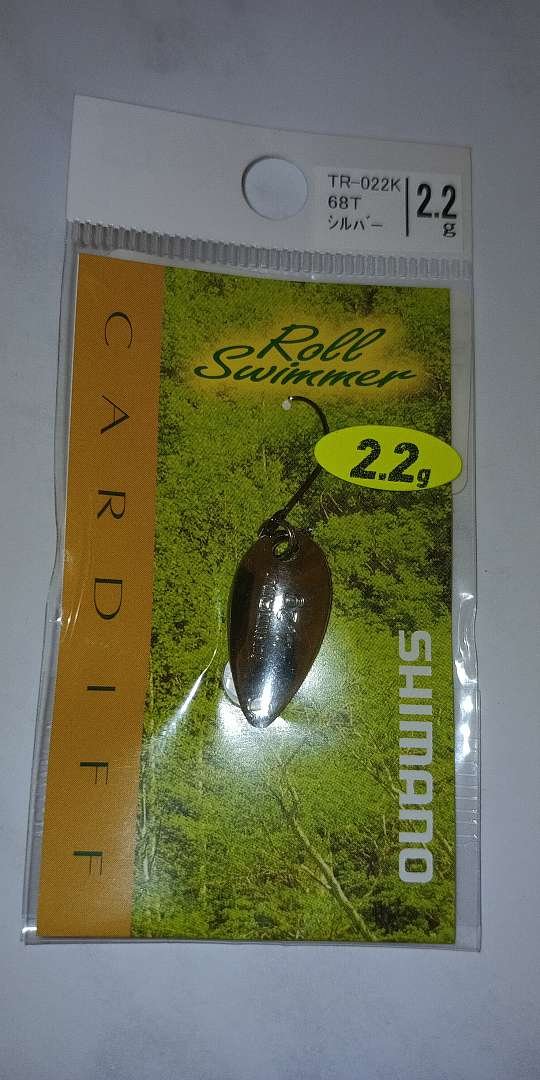 TR-022K
68T
シルバー
2.2
g
Roll
Swimmer
2.2g
CARDIFF
SHIMANO